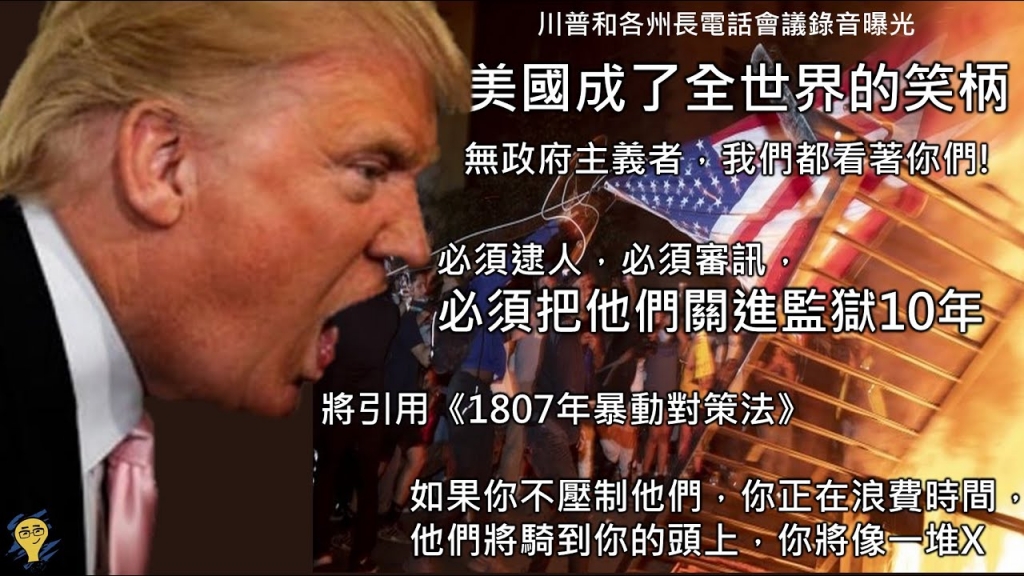 川普和各州長電話會議錄音曝光
美國成了全世界的笑柄
無政府主義者，我們都看著你們!
必須逮人，必須審訊，
必須把他們關進監獄10年
將引用《1807年暴動對策法》
如果你不壓制他們，你正在浪費時間，
他們將騎到你的頭上，你將像一堆X